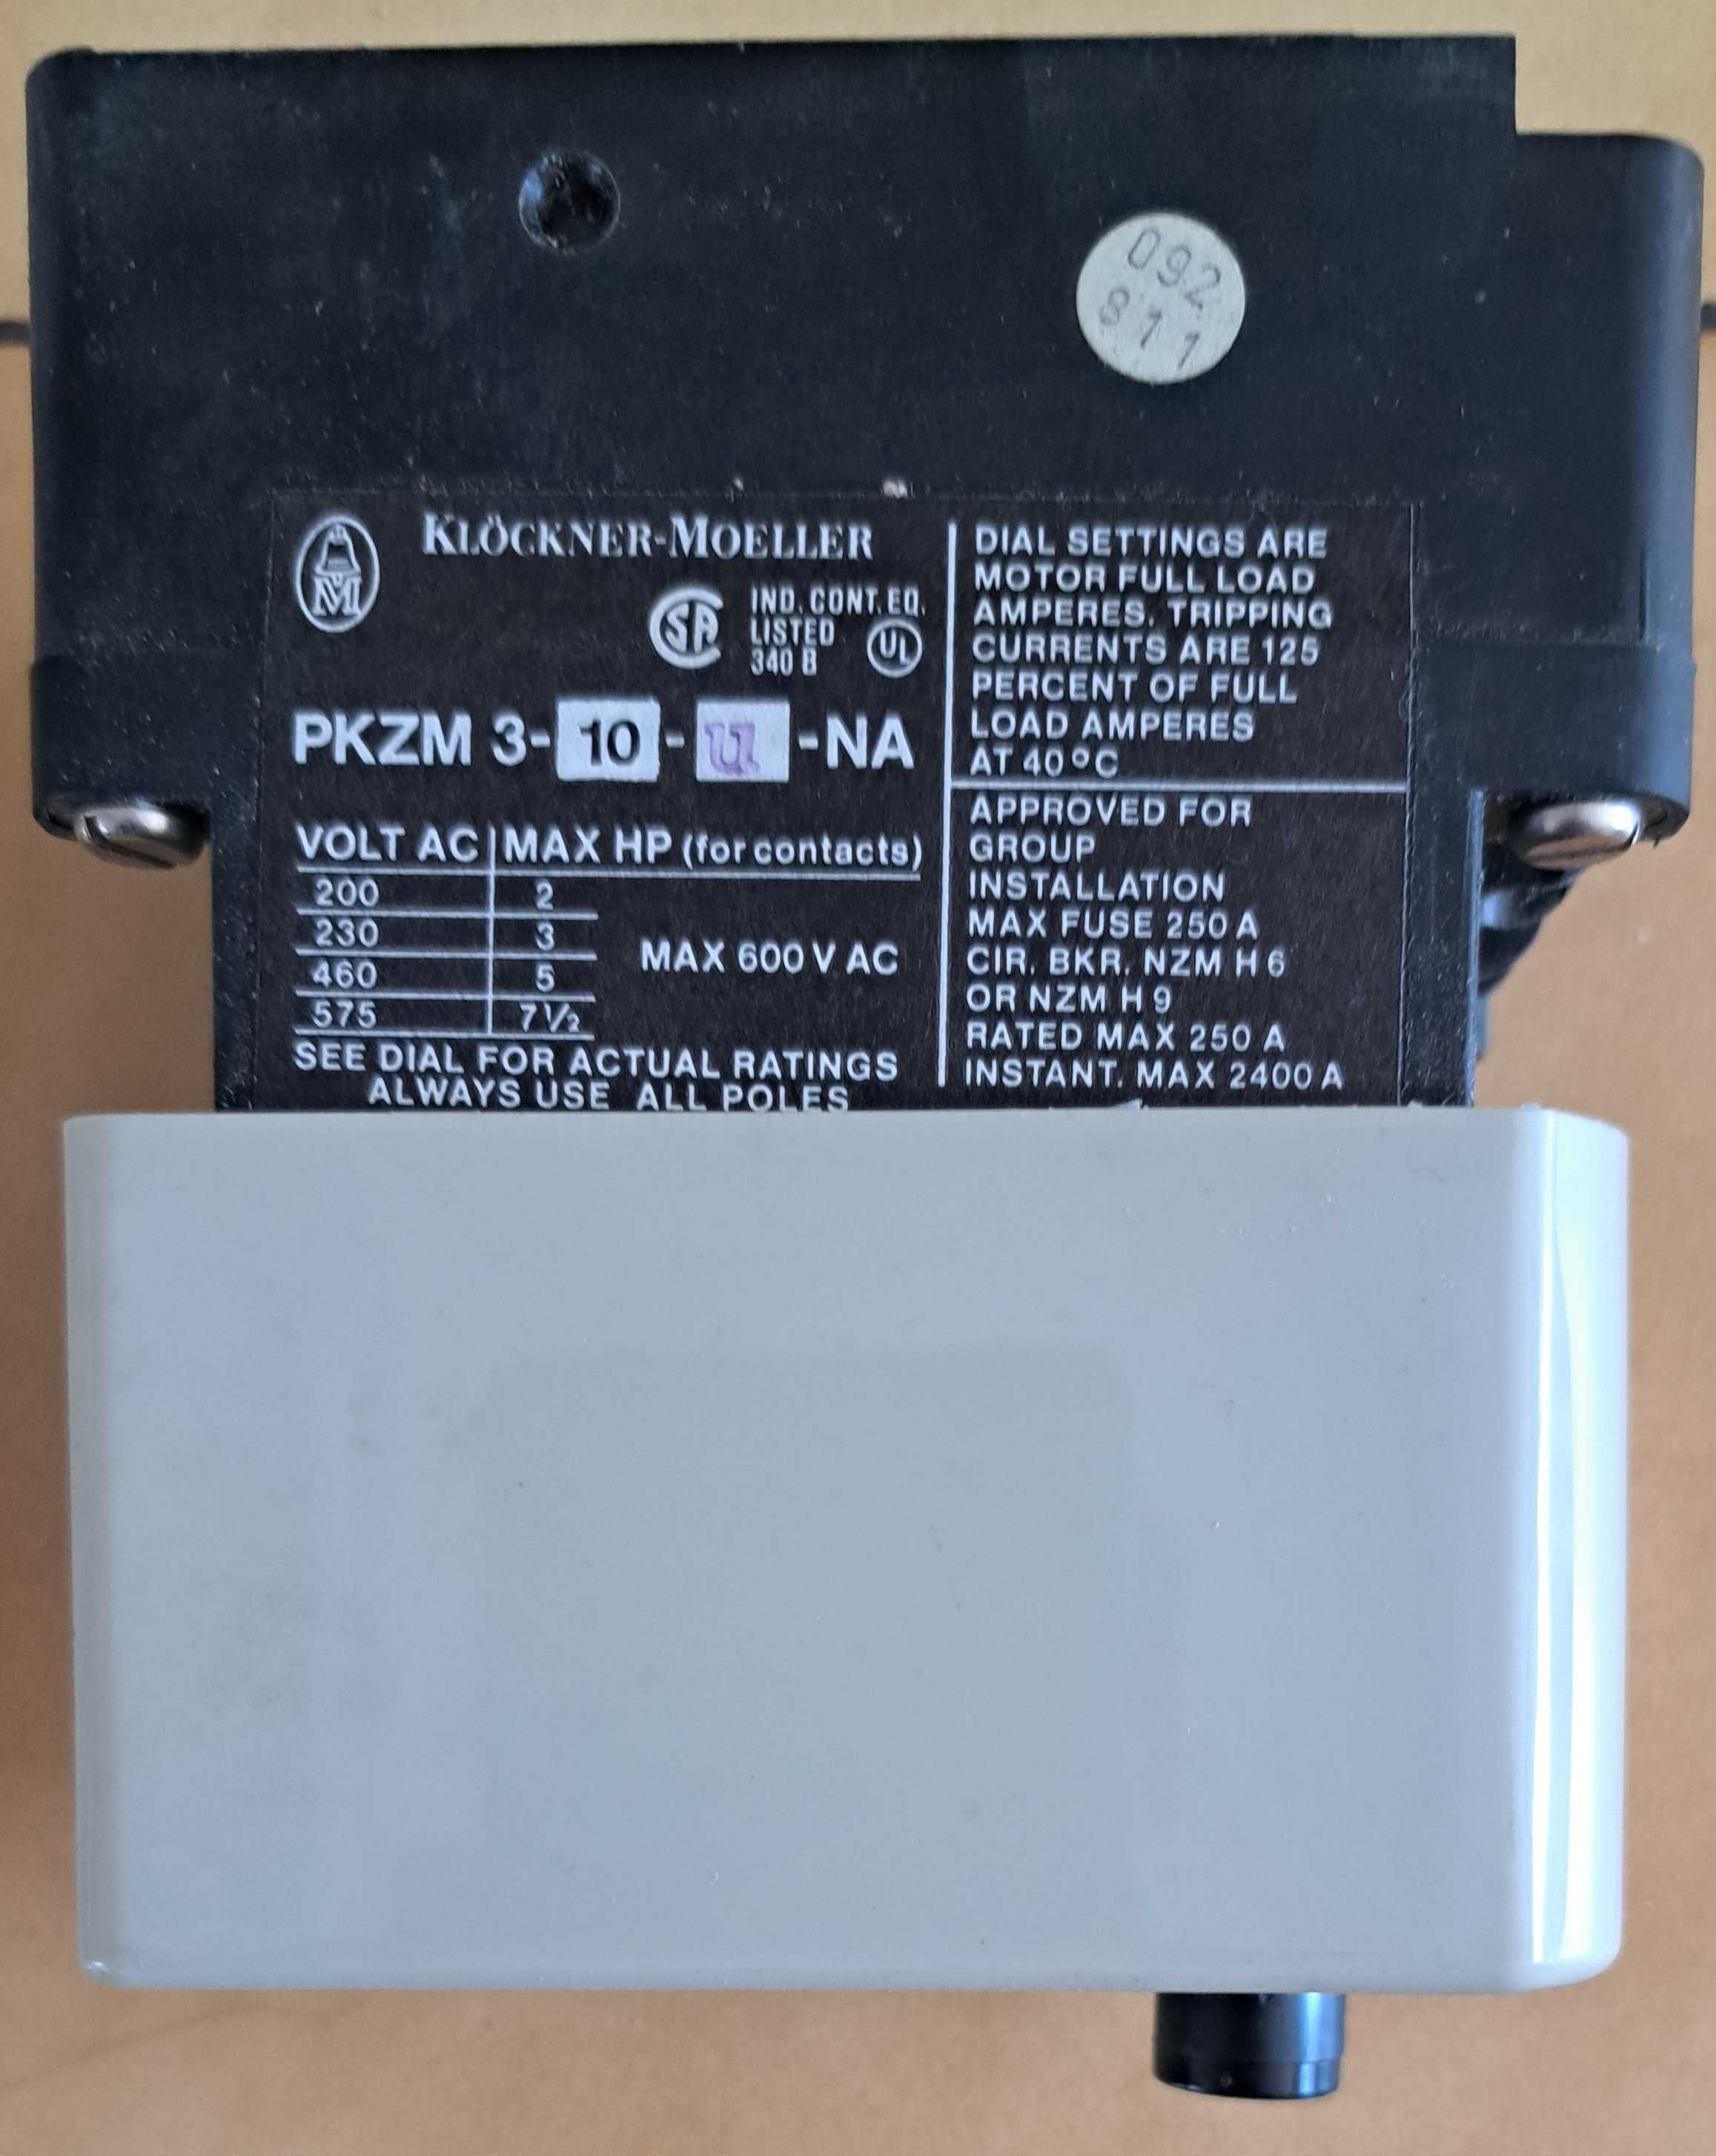 092
811
KLÖCKNER-MOELLER
M
SA
IND. CONT. EQ.
LISTED
340 B
UL
PKZM 3-10-U-NA
VOLT AC MAX HP (for contacts)
200 2
230 3
460 5
575 7½
MAX 600 V AC
SEE DIAL FOR ACTUAL RATINGS
ALWAYS USE ALL POLES
DIAL SETTINGS ARE
MOTOR FULL LOAD
AMPERES. TRIPPING
CURRENTS ARE 125
PERCENT OF FULL
LOAD AMPERES
AT 40°C
APPROVED FOR
GROUP
INSTALLATION
MAX FUSE 250 A
CIR. BKR. NZM H 6
OR NZM H 9
RATED MAX 250 A
INSTANT. MAX 2400 A